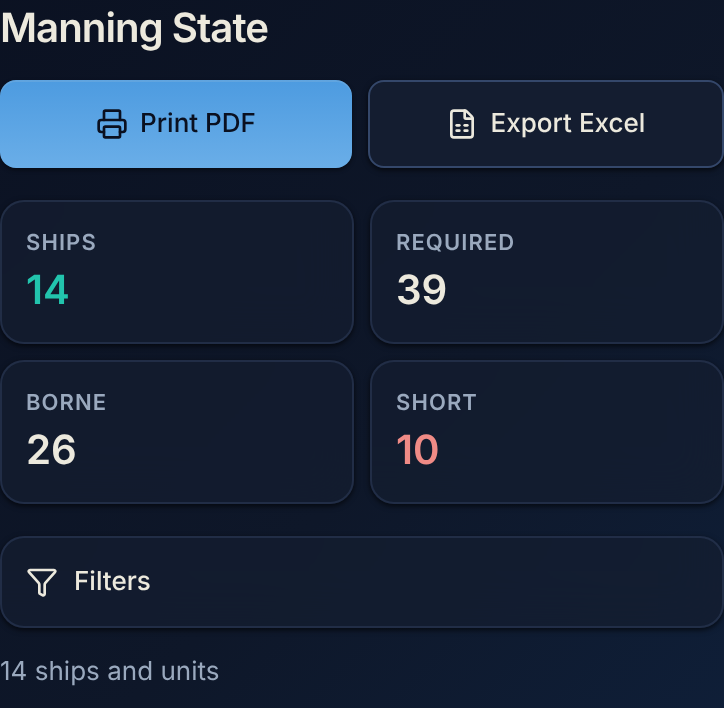 Manning State
Print PDF
Export Excel
SHIPS
14
REQUIRED
39
BORNE
26
SHORT
10
Filters
14 ships and units